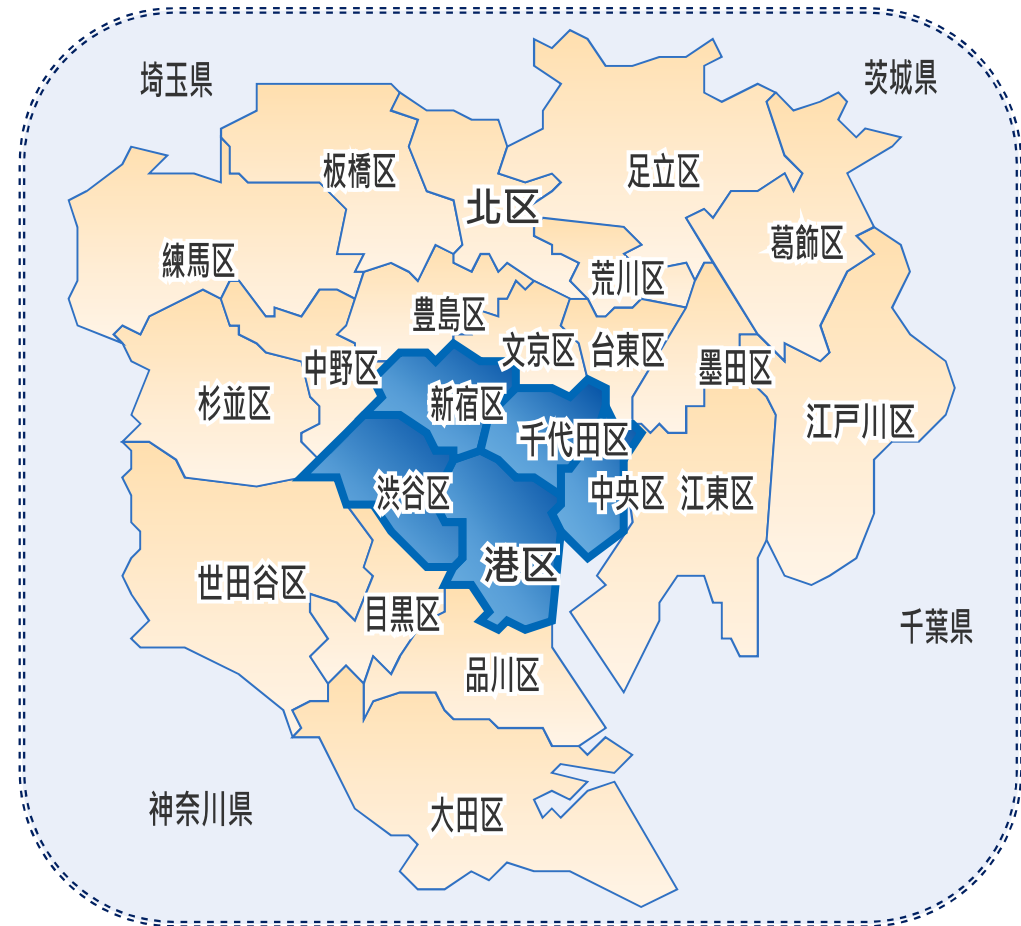 埼玉県
茨城県
板橋区
足立区
北区
葛飾区
練馬区
荒川区
豊島区
文京区
台東区
中野区
墨田区
杉並区
新宿区
江戸川区
千代田区
渋谷区
中央区
江東区
港区
世田谷区
目黒区
千葉県
品川区
神奈川県
大田区